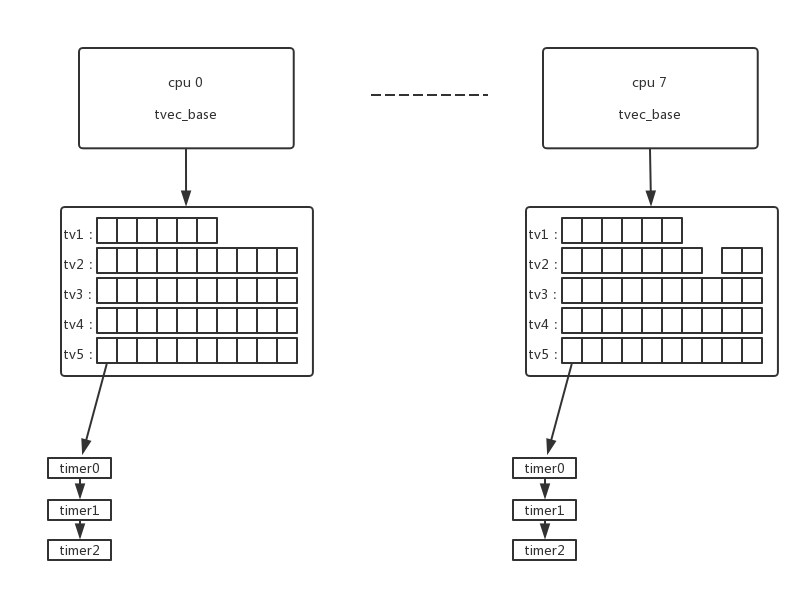 cpu 0
tvec_base
cpu 7
tvec_base
tv1 :
tv2 :
tv3 :
tv4 :
tv5 :
tv1 :
tv2 :
tv3 :
tv4 :
tv5 :
timer0
timer1
timer2
timer0
timer1
timer2